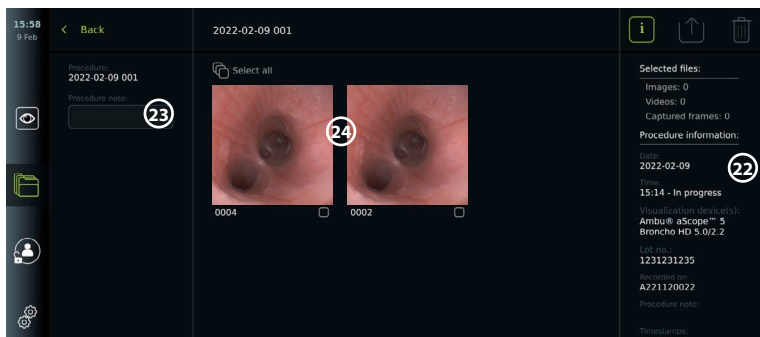 15:58
9 Feb
Back
2022-02-09 001
i
Procedure:
2022-02-09 001
Procedure note:
23
Select all
24
0004
0002
Selected files:
Images: 0
Videos: 0
Captured frames: 0
Procedure information:
22
Date:
2022-02-09
Time:
15:14 - In progress
Visualization device(s):
Ambu® aScope™ 5
Broncho HD 5.0/2.2
Lot no.:
1231231235
Recorded on:
A221120022
Procedure note:
Timestamps: